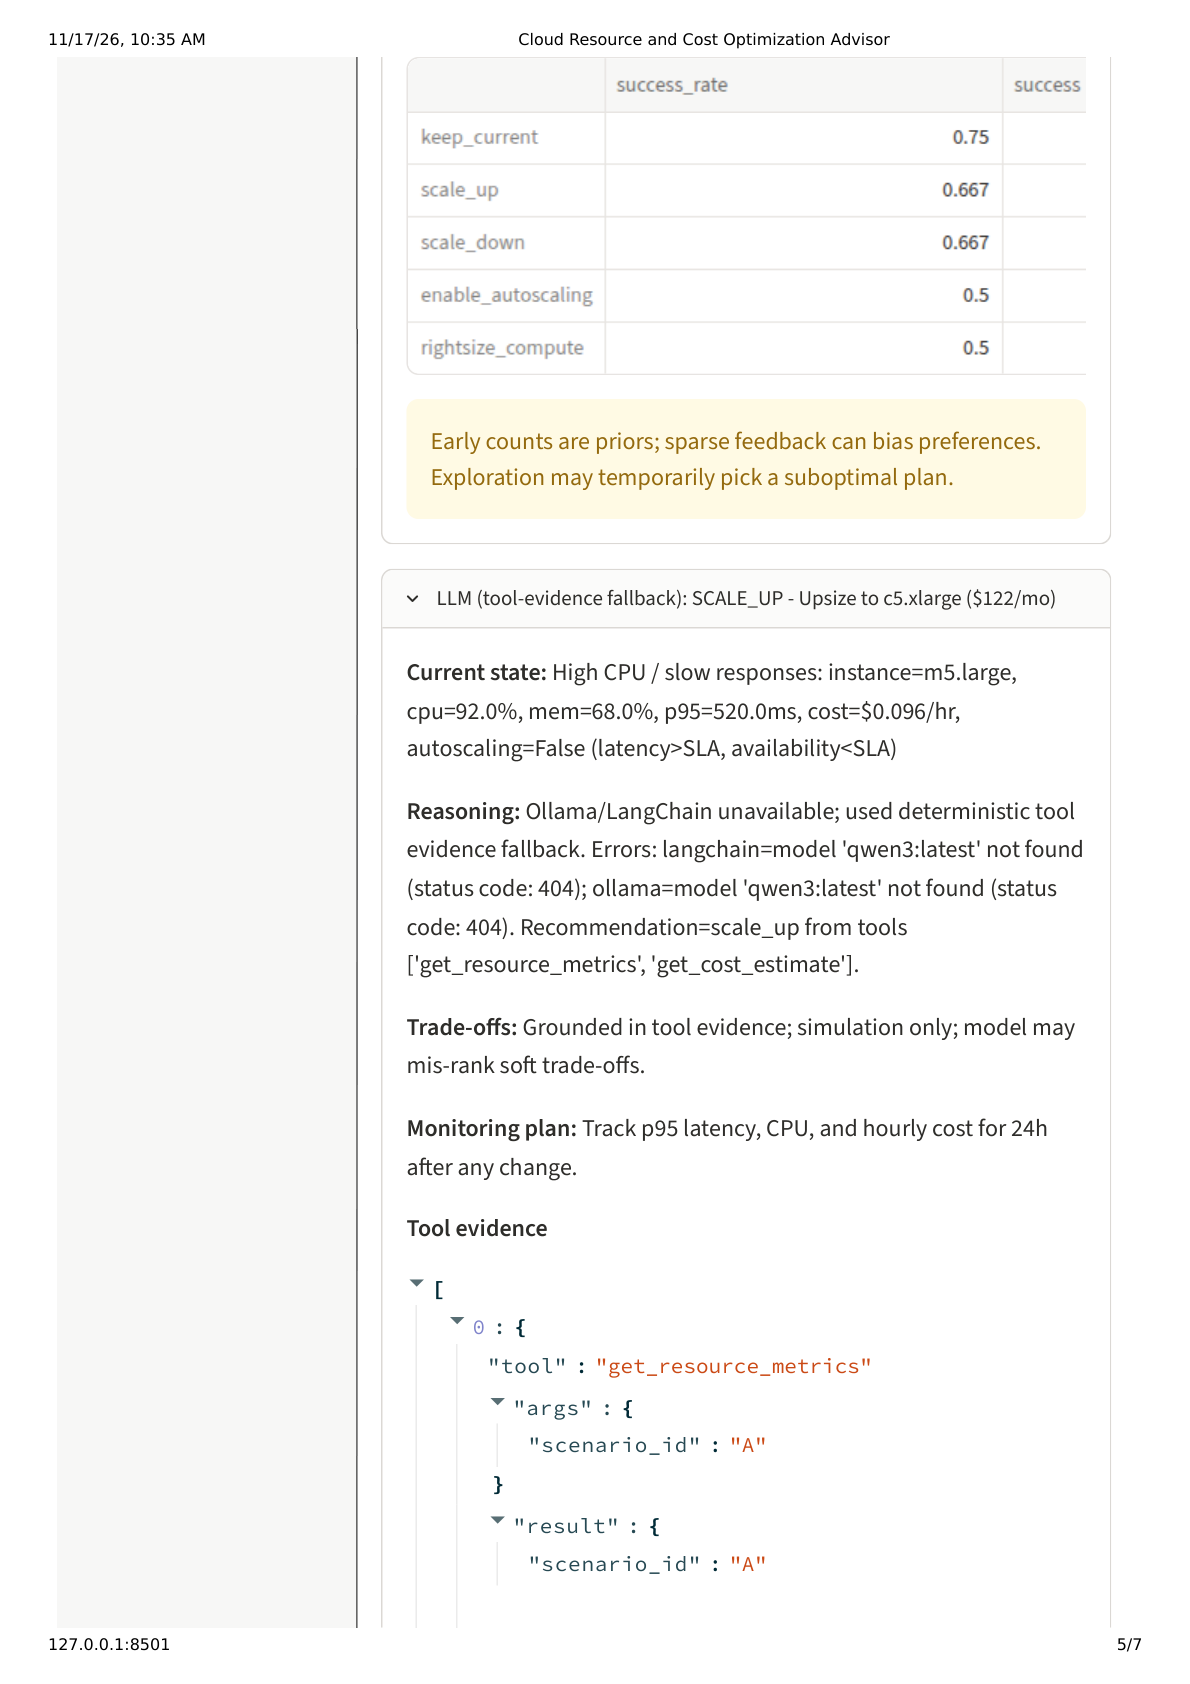 11/17/26, 10:35 AM Cloud Resource and Cost Optimization Advisor
success_rate success
keep_current 0.75
scale_up 0.667
scale_down 0.667
enable_autoscaling 0.5
rightsize_compute 0.5
Early counts are priors; sparse feedback can bias preferences.
Exploration may temporarily pick a suboptimal plan.
LLM (tool-evidence fallback): SCALE_UP - Upsize to c5.xlarge ($122/mo)
Current state: High CPU / slow responses: instance=m5.large,
cpu=92.0%, mem=68.0%, p95=520.0ms, cost=$0.096/hr,
autoscaling=False (latency>SLA, availability<SLA)
Reasoning: Ollama/LangChain unavailable; used deterministic tool
evidence fallback. Errors: langchain=model 'qwen3:latest' not found
(status code: 404); ollama=model 'qwen3:latest' not found (status
code: 404). Recommendation=scale_up from tools
['get_resource_metrics', 'get_cost_estimate'].
Trade-offs: Grounded in tool evidence; simulation only; model may
mis-rank soft trade-offs.
Monitoring plan: Track p95 latency, CPU, and hourly cost for 24h
after any change.
Tool evidence
[
0 : {
"tool" : "get_resource_metrics"
"args" : {
"scenario_id" : "A"
}
"result" : {
"scenario_id" : "A"
127.0.0.1:8501 5/7